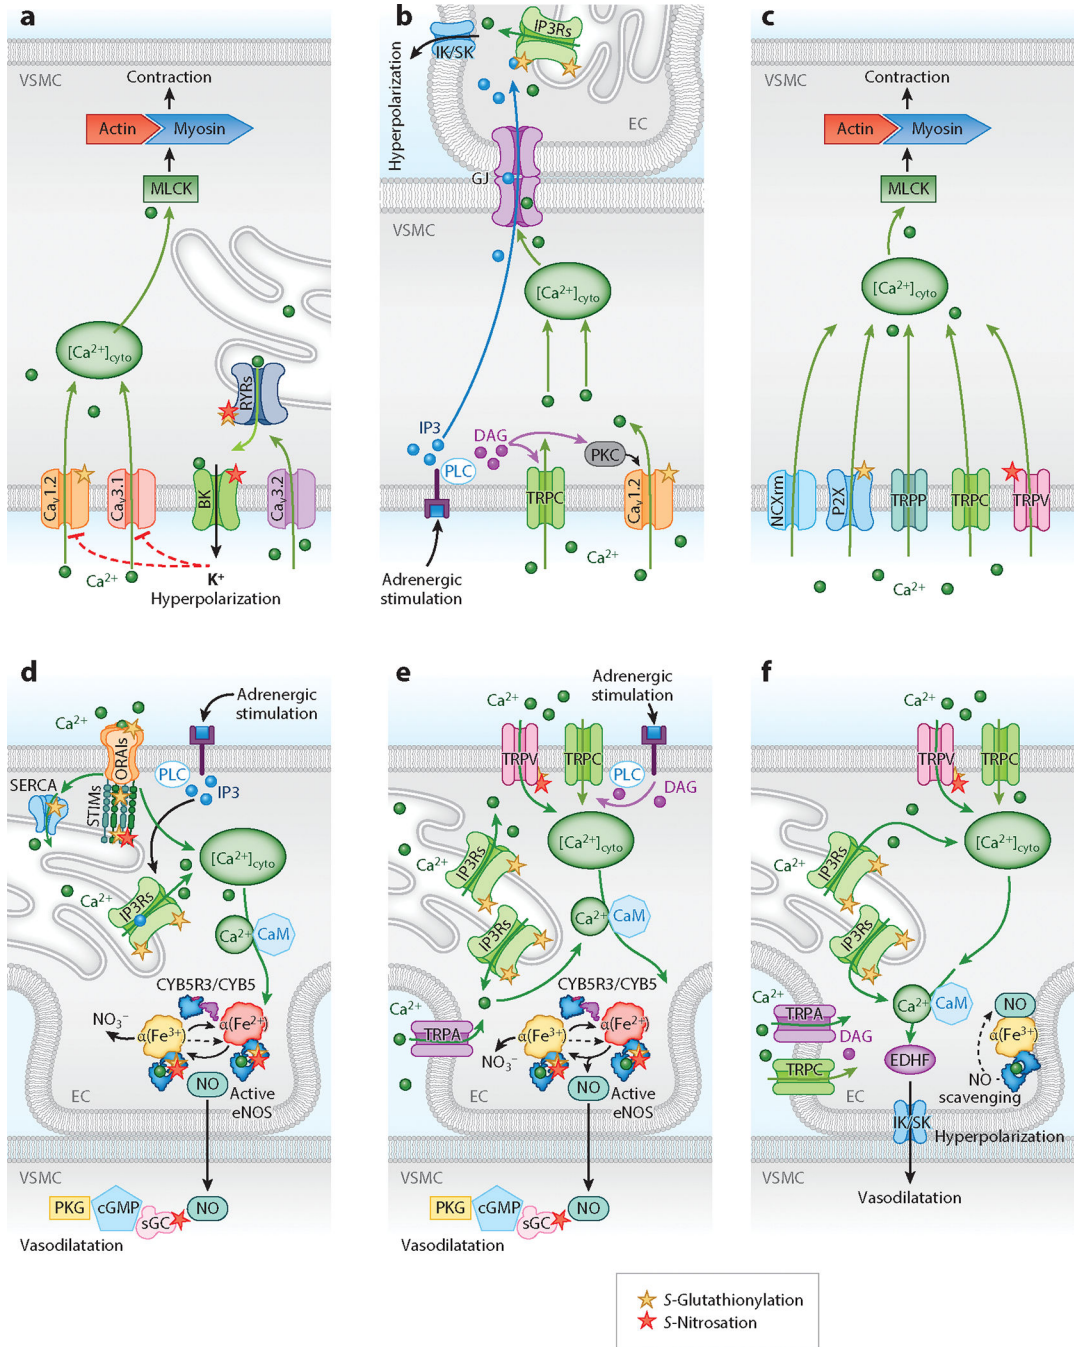 a
VSMC
Contraction
Actin
Myosin
MLCK
[Ca²⁺]cyto
RYRs
Cav1.2
Cav3.1
BK
Cav3.2
Ca²⁺
K⁺
Hyperpolarization
b
IP3Rs
IK/SK
Hyperpolarization
EC
GJ
VSMC
[Ca²⁺]cyto
IP3
DAG
PLC
PKC
TRPC
Cav1.2
Ca²⁺
Adrenergic
stimulation
c
VSMC
Contraction
Actin
Myosin
MLCK
[Ca²⁺]cyto
NCXrm
P2X
TRPP
TRPC
TRPV
Ca²⁺
d
Adrenergic
stimulation
Ca²⁺
ORAIs
SERCA
PLC
IP3
STIMs
[Ca²⁺]cyto
Ca²⁺
IP3Rs
Ca²⁺
CaM
CYB5R3/CYB5
NO₃⁻
α(Fe³⁺)
α(Fe²⁺)
NO
Active
eNOS
EC
VSMC
PKG
cGMP
sGC
NO
Vasodilatation
e
Adrenergic
stimulation
Ca²⁺
TRPV
TRPC
PLC
DAG
[Ca²⁺]cyto
Ca²⁺
IP3Rs
IP3Rs
Ca²⁺
CaM
Ca²⁺
CYB5R3/CYB5
TRPA
α(Fe³⁺)
α(Fe²⁺)
NO₃⁻
NO
Active
eNOS
EC
VSMC
PKG
cGMP
sGC
NO
Vasodilatation
f
Ca²⁺
TRPV
TRPC
[Ca²⁺]cyto
Ca²⁺
IP3Rs
IP3Rs
Ca²⁺
Ca²⁺
CaM
NO
TRPA
DAG
α(Fe³⁺)
EDHF
TRPC
NO
scavenging
EC
IK/SK
Hyperpolarization
VSMC
Vasodilatation
S-Glutathionylation
S-Nitrosation